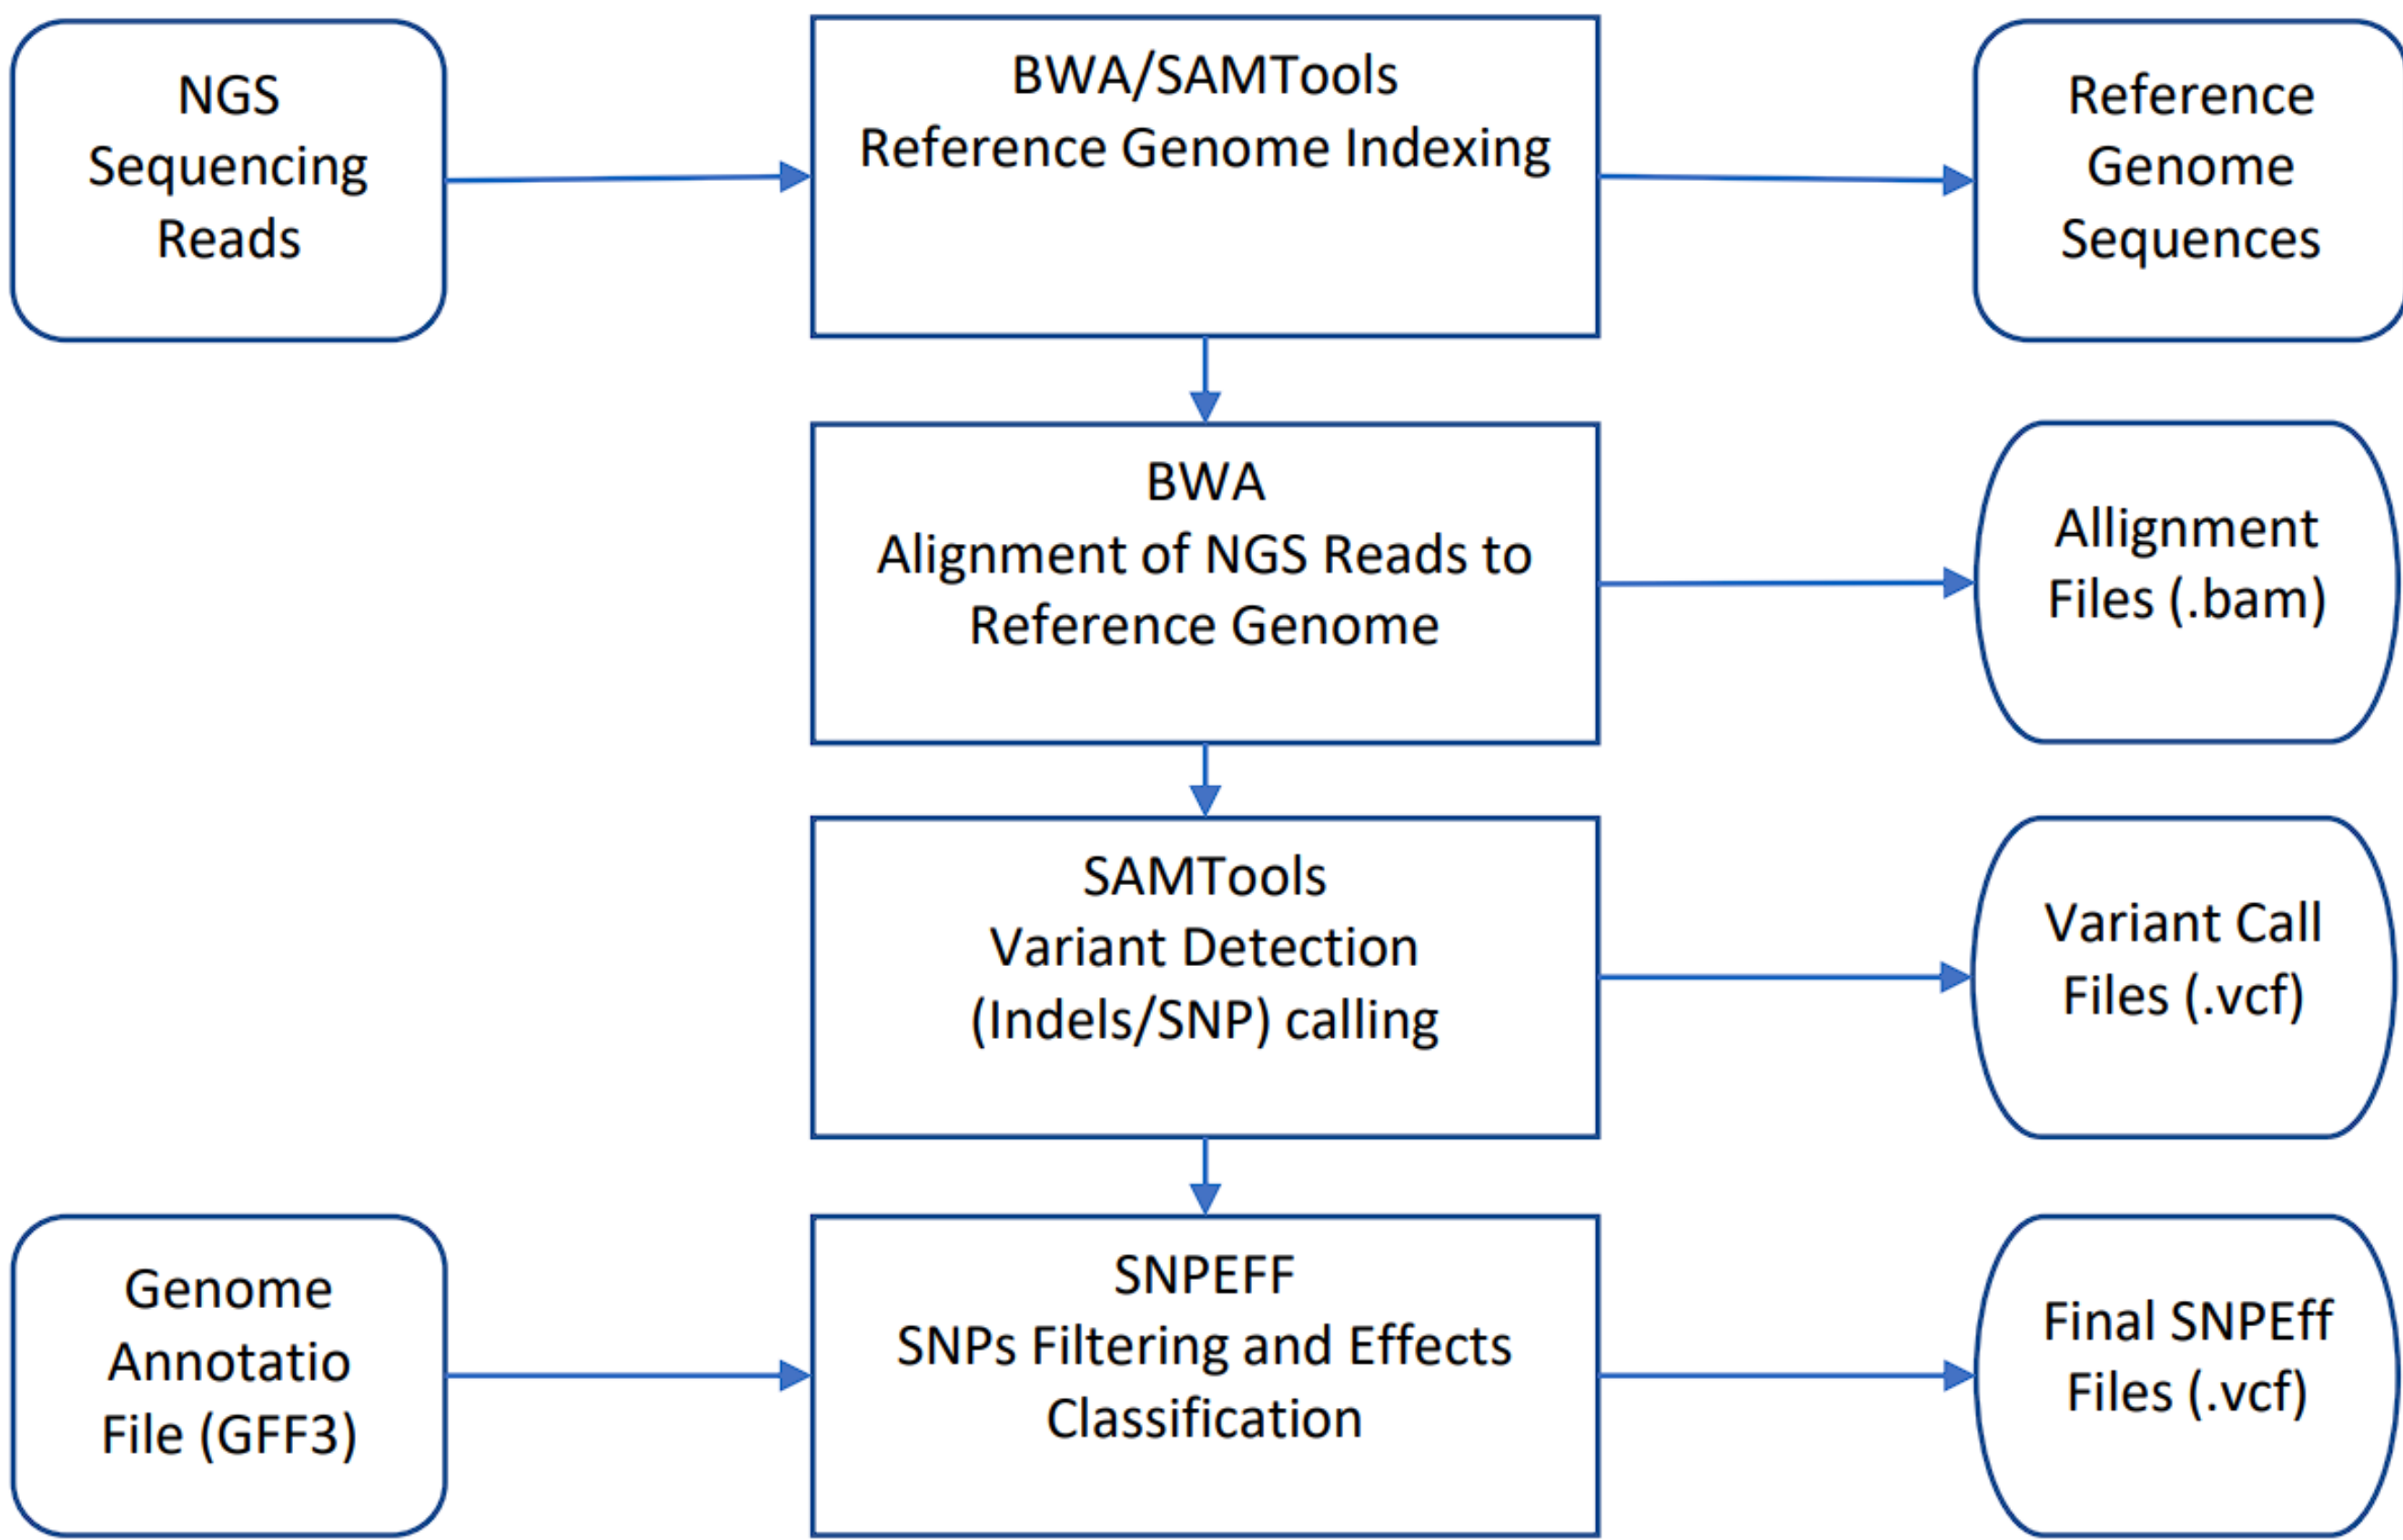 NGS
Sequencing
Reads
BWA/SAMTools
Reference Genome Indexing
Reference
Genome
Sequences
BWA
Alignment of NGS Reads to
Reference Genome
Allignment
Files (.bam)
SAMTools
Variant Detection
(Indels/SNP) calling
Variant Call
Files (.vcf)
Genome
Annotatio
File (GFF3)
SNPEFF
SNPs Filtering and Effects
Classification
Final SNPEff
Files (.vcf)